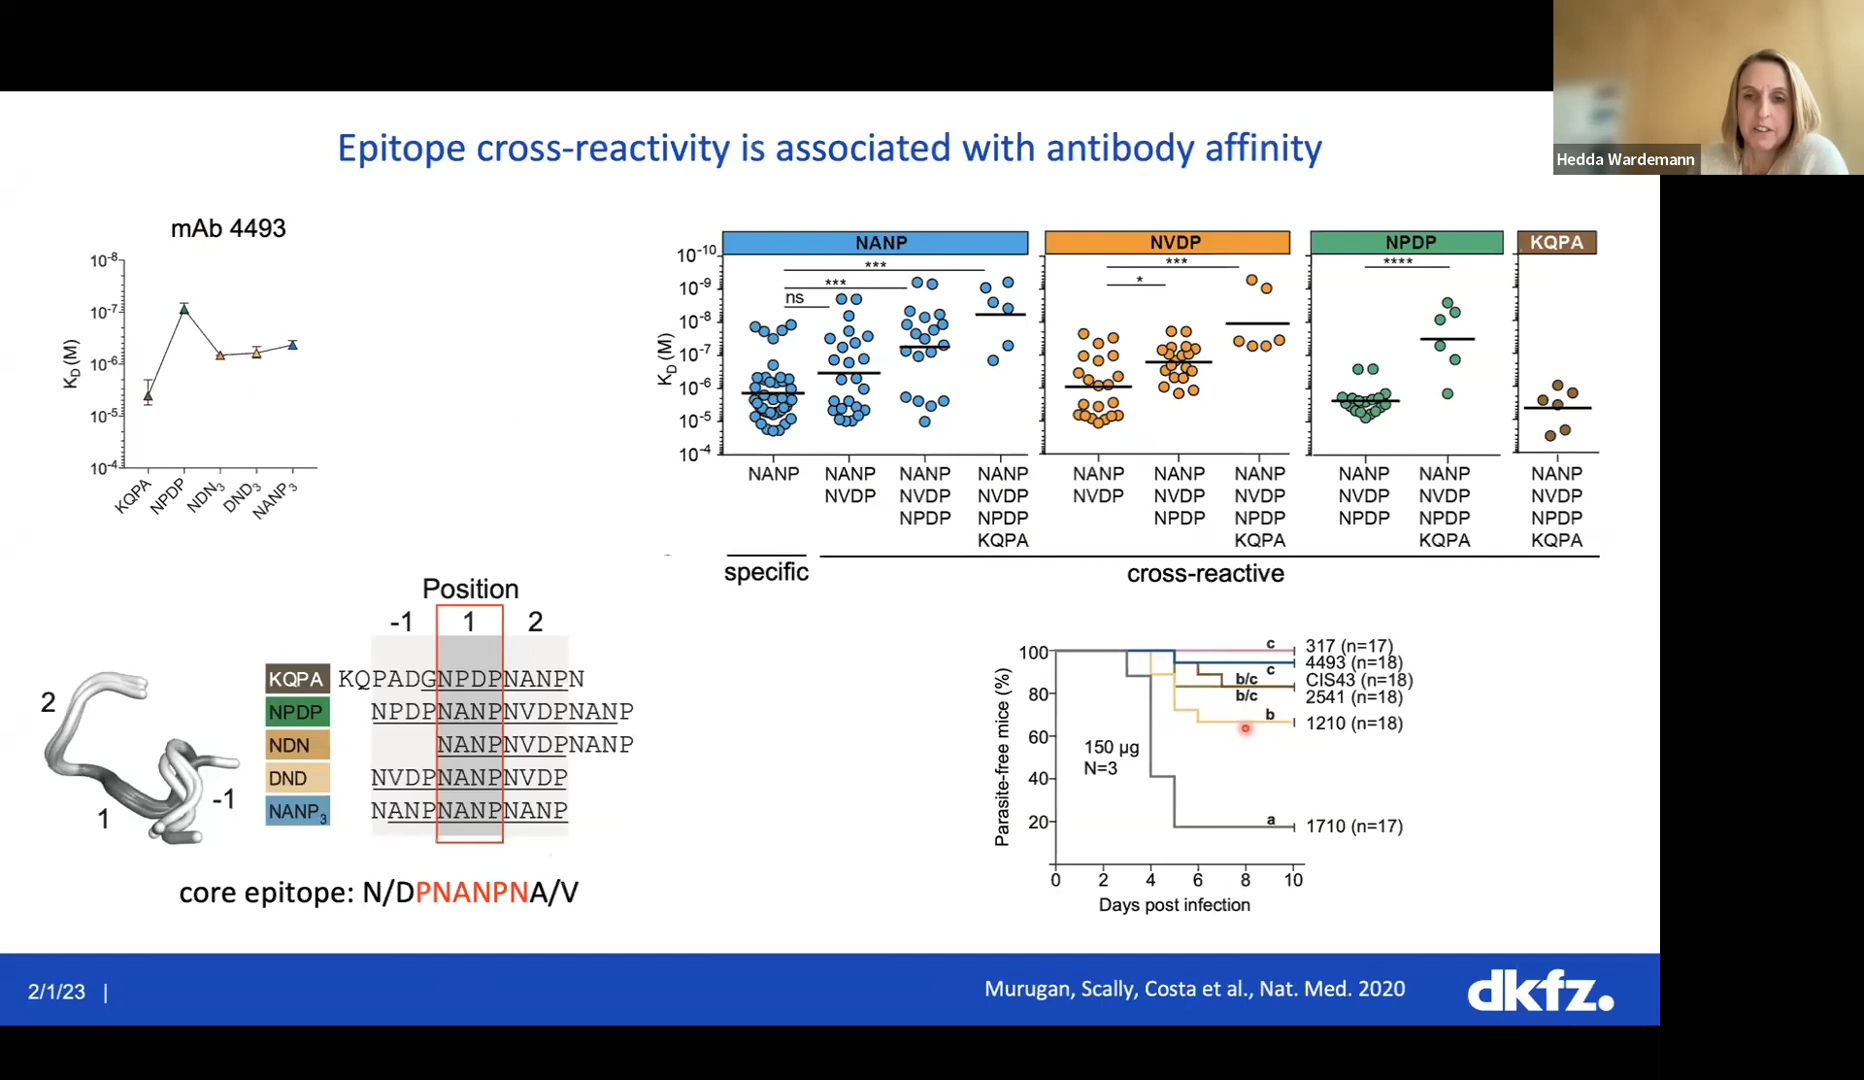 Hedda Wardemann
Epitope cross-reactivity is associated with antibody affinity
mAb 4493
K_D (M)
10^-8
10^-7
10^-6
10^-5
10^-4
KQPA
NPDP
NDN_3
DND_3
NANP_3
NANP
NVDP
NPDP
KQPA
K_D (M)
10^-10
10^-9
10^-8
10^-7
10^-6
10^-5
10^-4
ns
***
***
*
***
****
NANP
NANP
NVDP
NANP
NVDP
NPDP
NANP
NVDP
NPDP
KQPA
NANP
NVDP
NANP
NVDP
NPDP
NANP
NVDP
NPDP
KQPA
NANP
NVDP
NPDP
NANP
NVDP
NPDP
KQPA
NANP
NVDP
NPDP
KQPA
specific
cross-reactive
Position
-1 1 2
KQPA KQPADGNPDPNANPN
NPDP NPDPNANPNVDPNANP
NDN NANPNVDPNANP
DND NVDPNANPNVDP
NANP_3 NANPNANPNANP
2
1
-1
core epitope: N/DPNANPNA/V
Parasite-free mice (%)
100
80
60
40
20
150 µg
N=3
c
c
b/c
b/c
b
a
317 (n=17)
4493 (n=18)
CIS43 (n=18)
2541 (n=18)
1210 (n=18)
1710 (n=17)
0 2 4 6 8 10
Days post infection
2/1/23 |
Murugan, Scally, Costa et al., Nat. Med. 2020
dkfz.